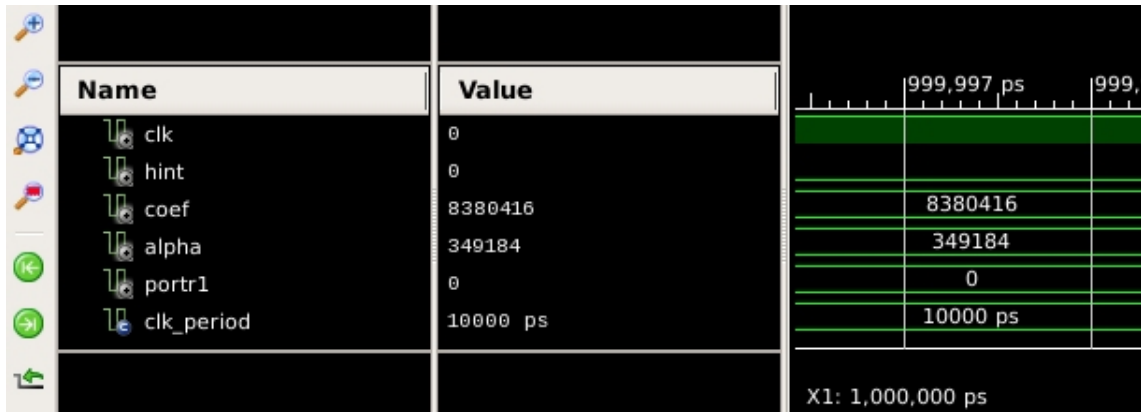 Name Value 999,997 ps 999,
clk 0
hint 0
coef 8380416 8380416
alpha 349184 349184
portr1 0 0
clk_period 10000 ps 10000 ps
X1: 1,000,000 ps